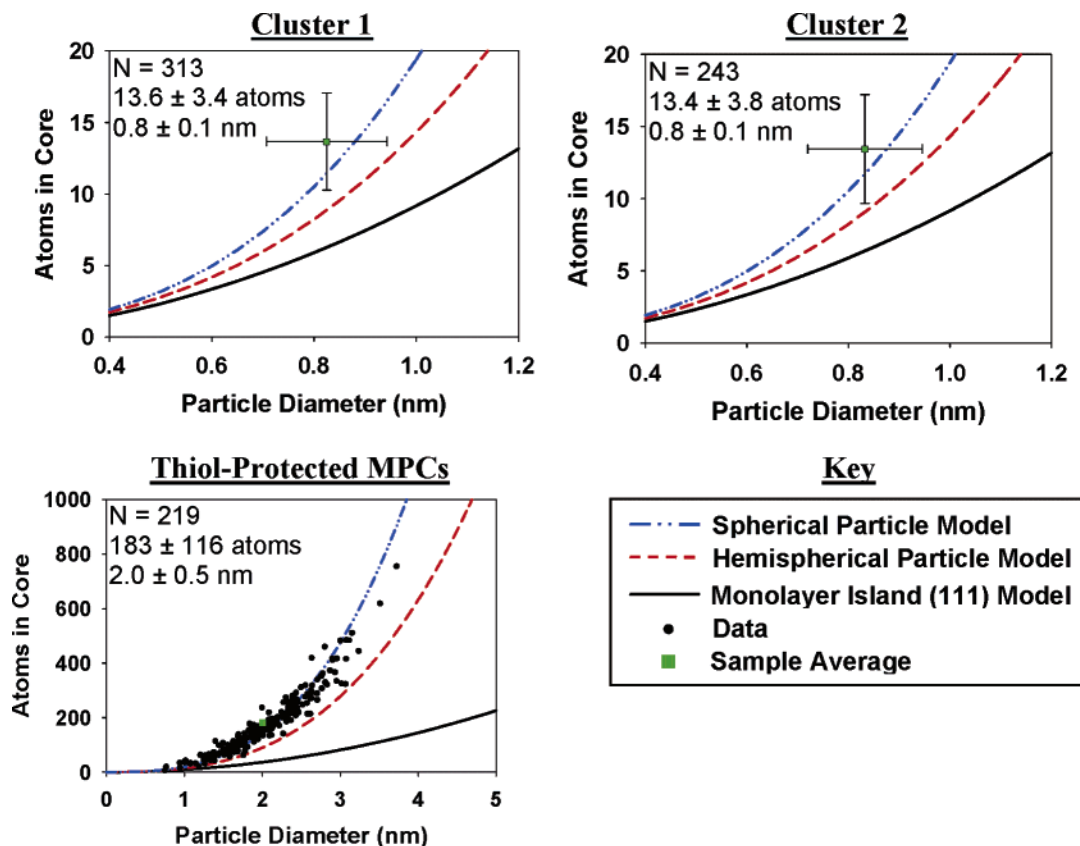 Cluster 1
20
15
10
5
0
Atoms in Core
N = 313
13.6 ± 3.4 atoms
0.8 ± 0.1 nm
0.4 0.6 0.8 1.0 1.2
Particle Diameter (nm)
Cluster 2
20
15
10
5
0
Atoms in Core
N = 243
13.4 ± 3.8 atoms
0.8 ± 0.1 nm
0.4 0.6 0.8 1.0 1.2
Particle Diameter (nm)
Thiol-Protected MPCs
1000
800
600
400
200
0
Atoms in Core
N = 219
183 ± 116 atoms
2.0 ± 0.5 nm
0 1 2 3 4 5
Particle Diameter (nm)
Key
Spherical Particle Model
Hemispherical Particle Model
Monolayer Island (111) Model
Data
Sample Average